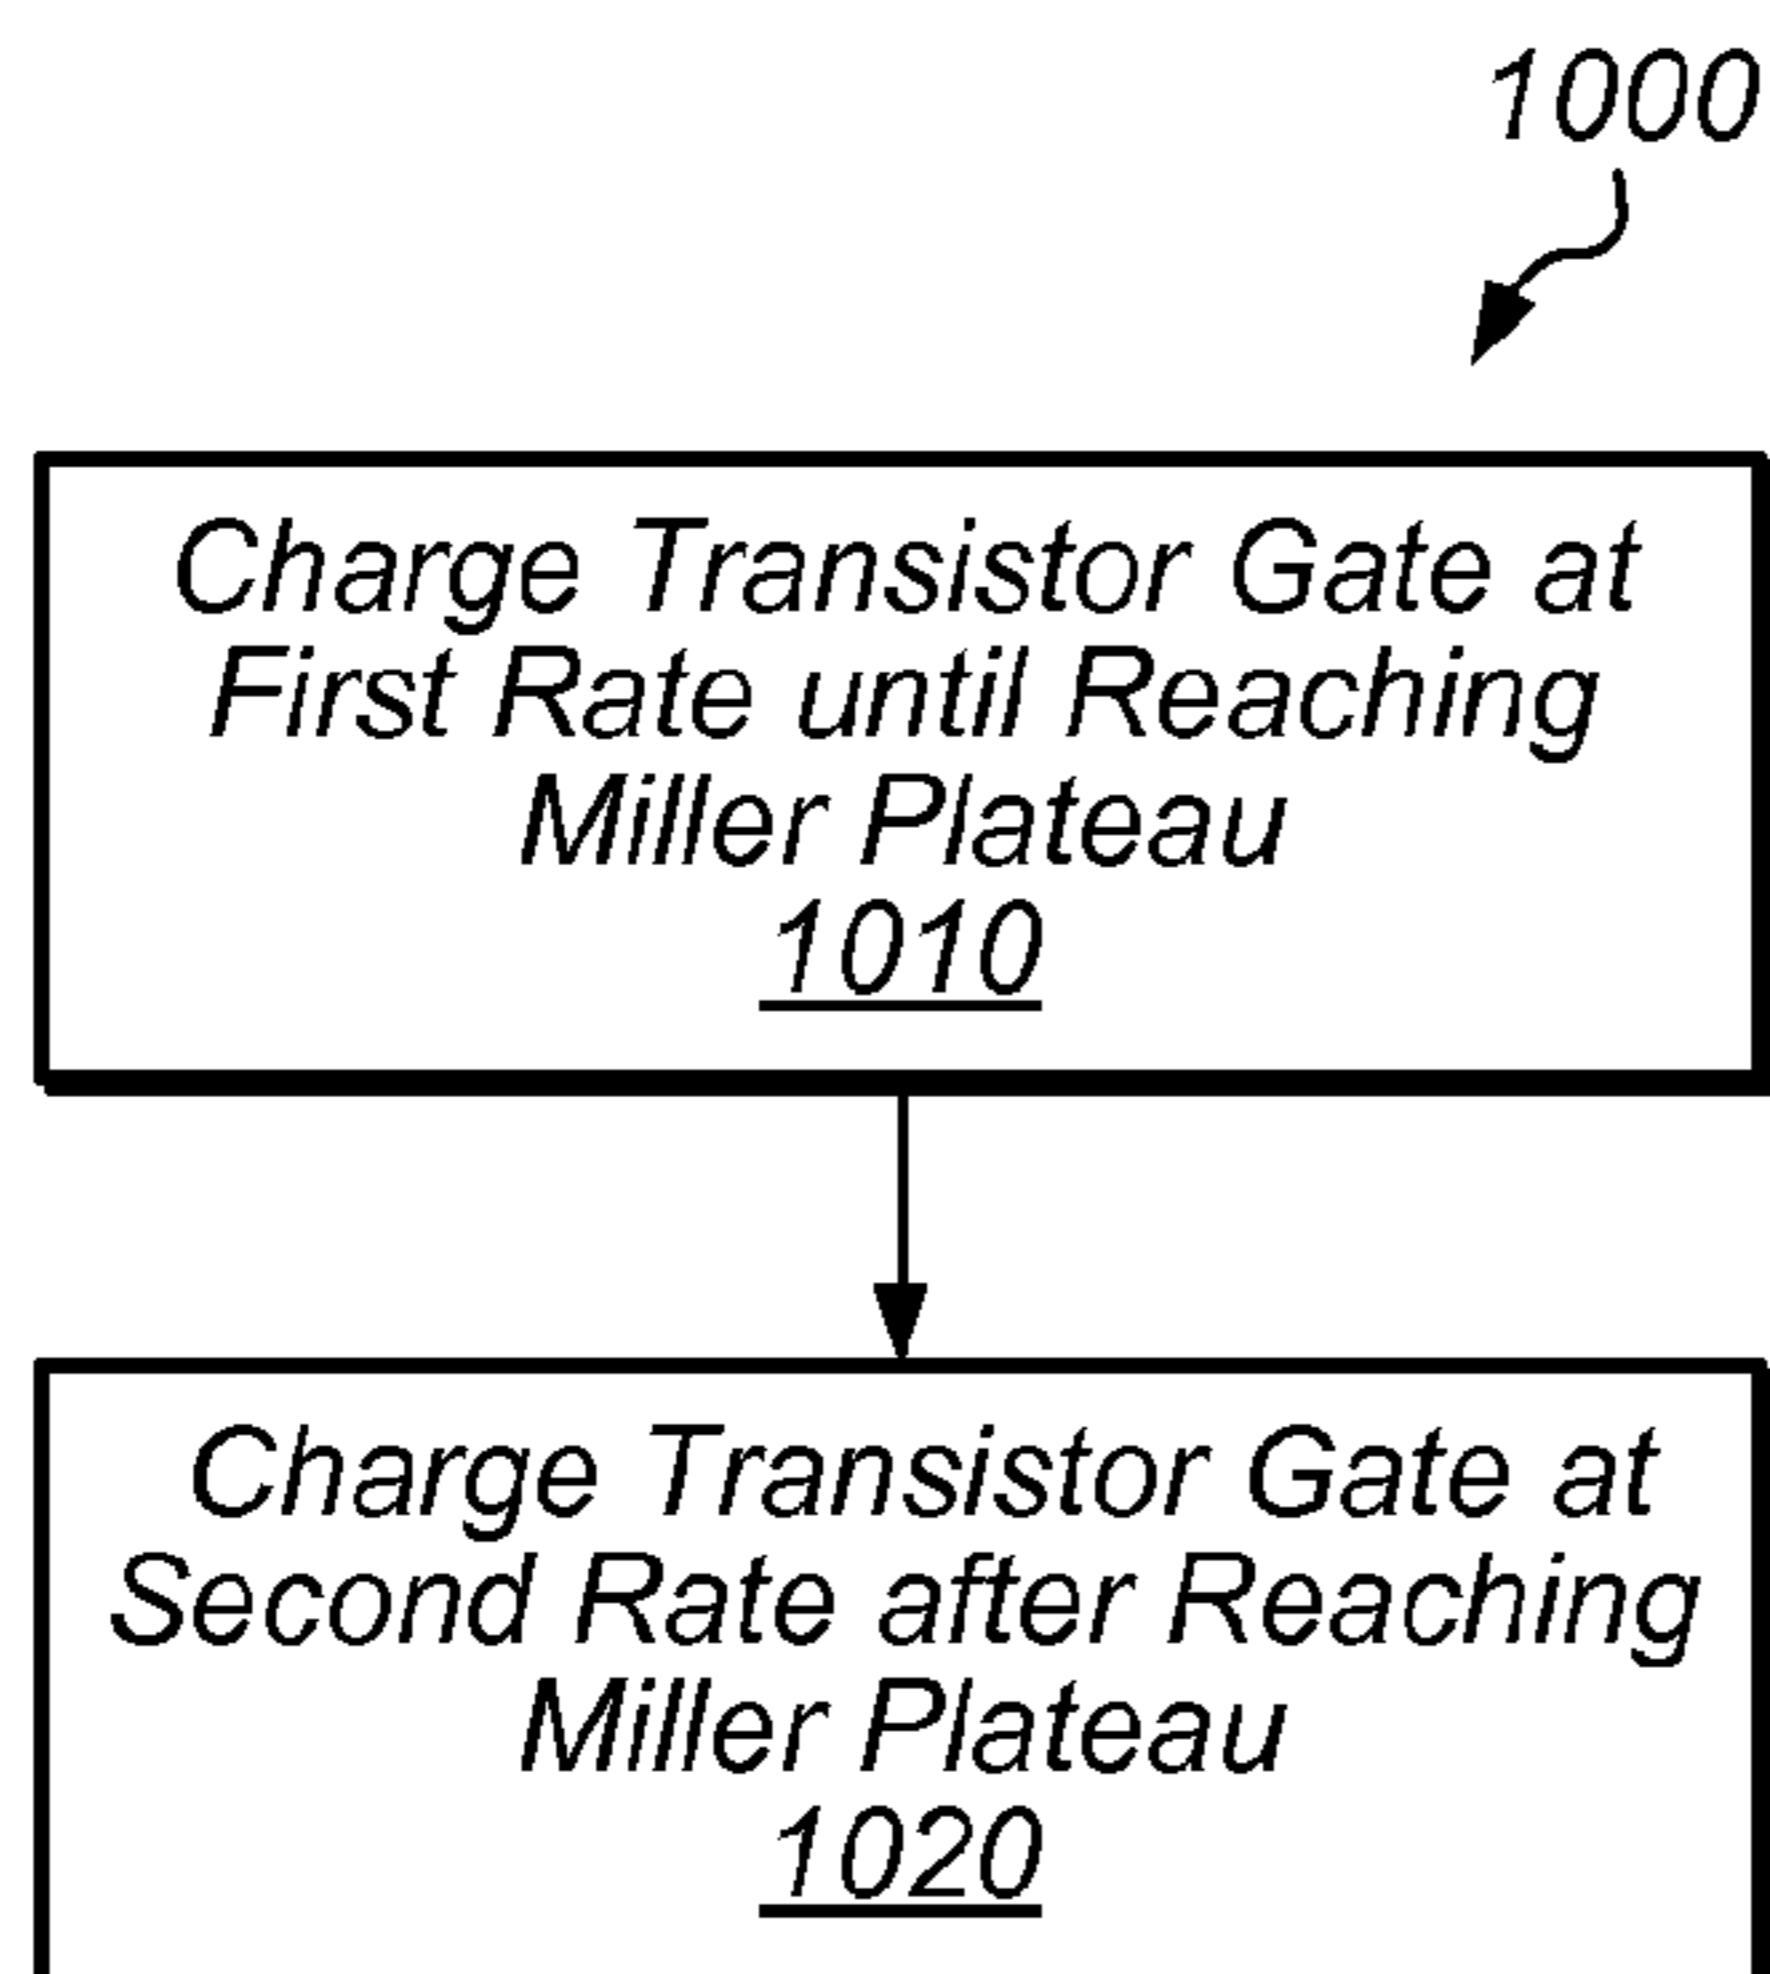 1000
Charge Transistor Gate at
First Rate until Reaching
Miller Plateau
1010
Charge Transistor Gate at
Second Rate after Reaching
Miller Plateau
1020